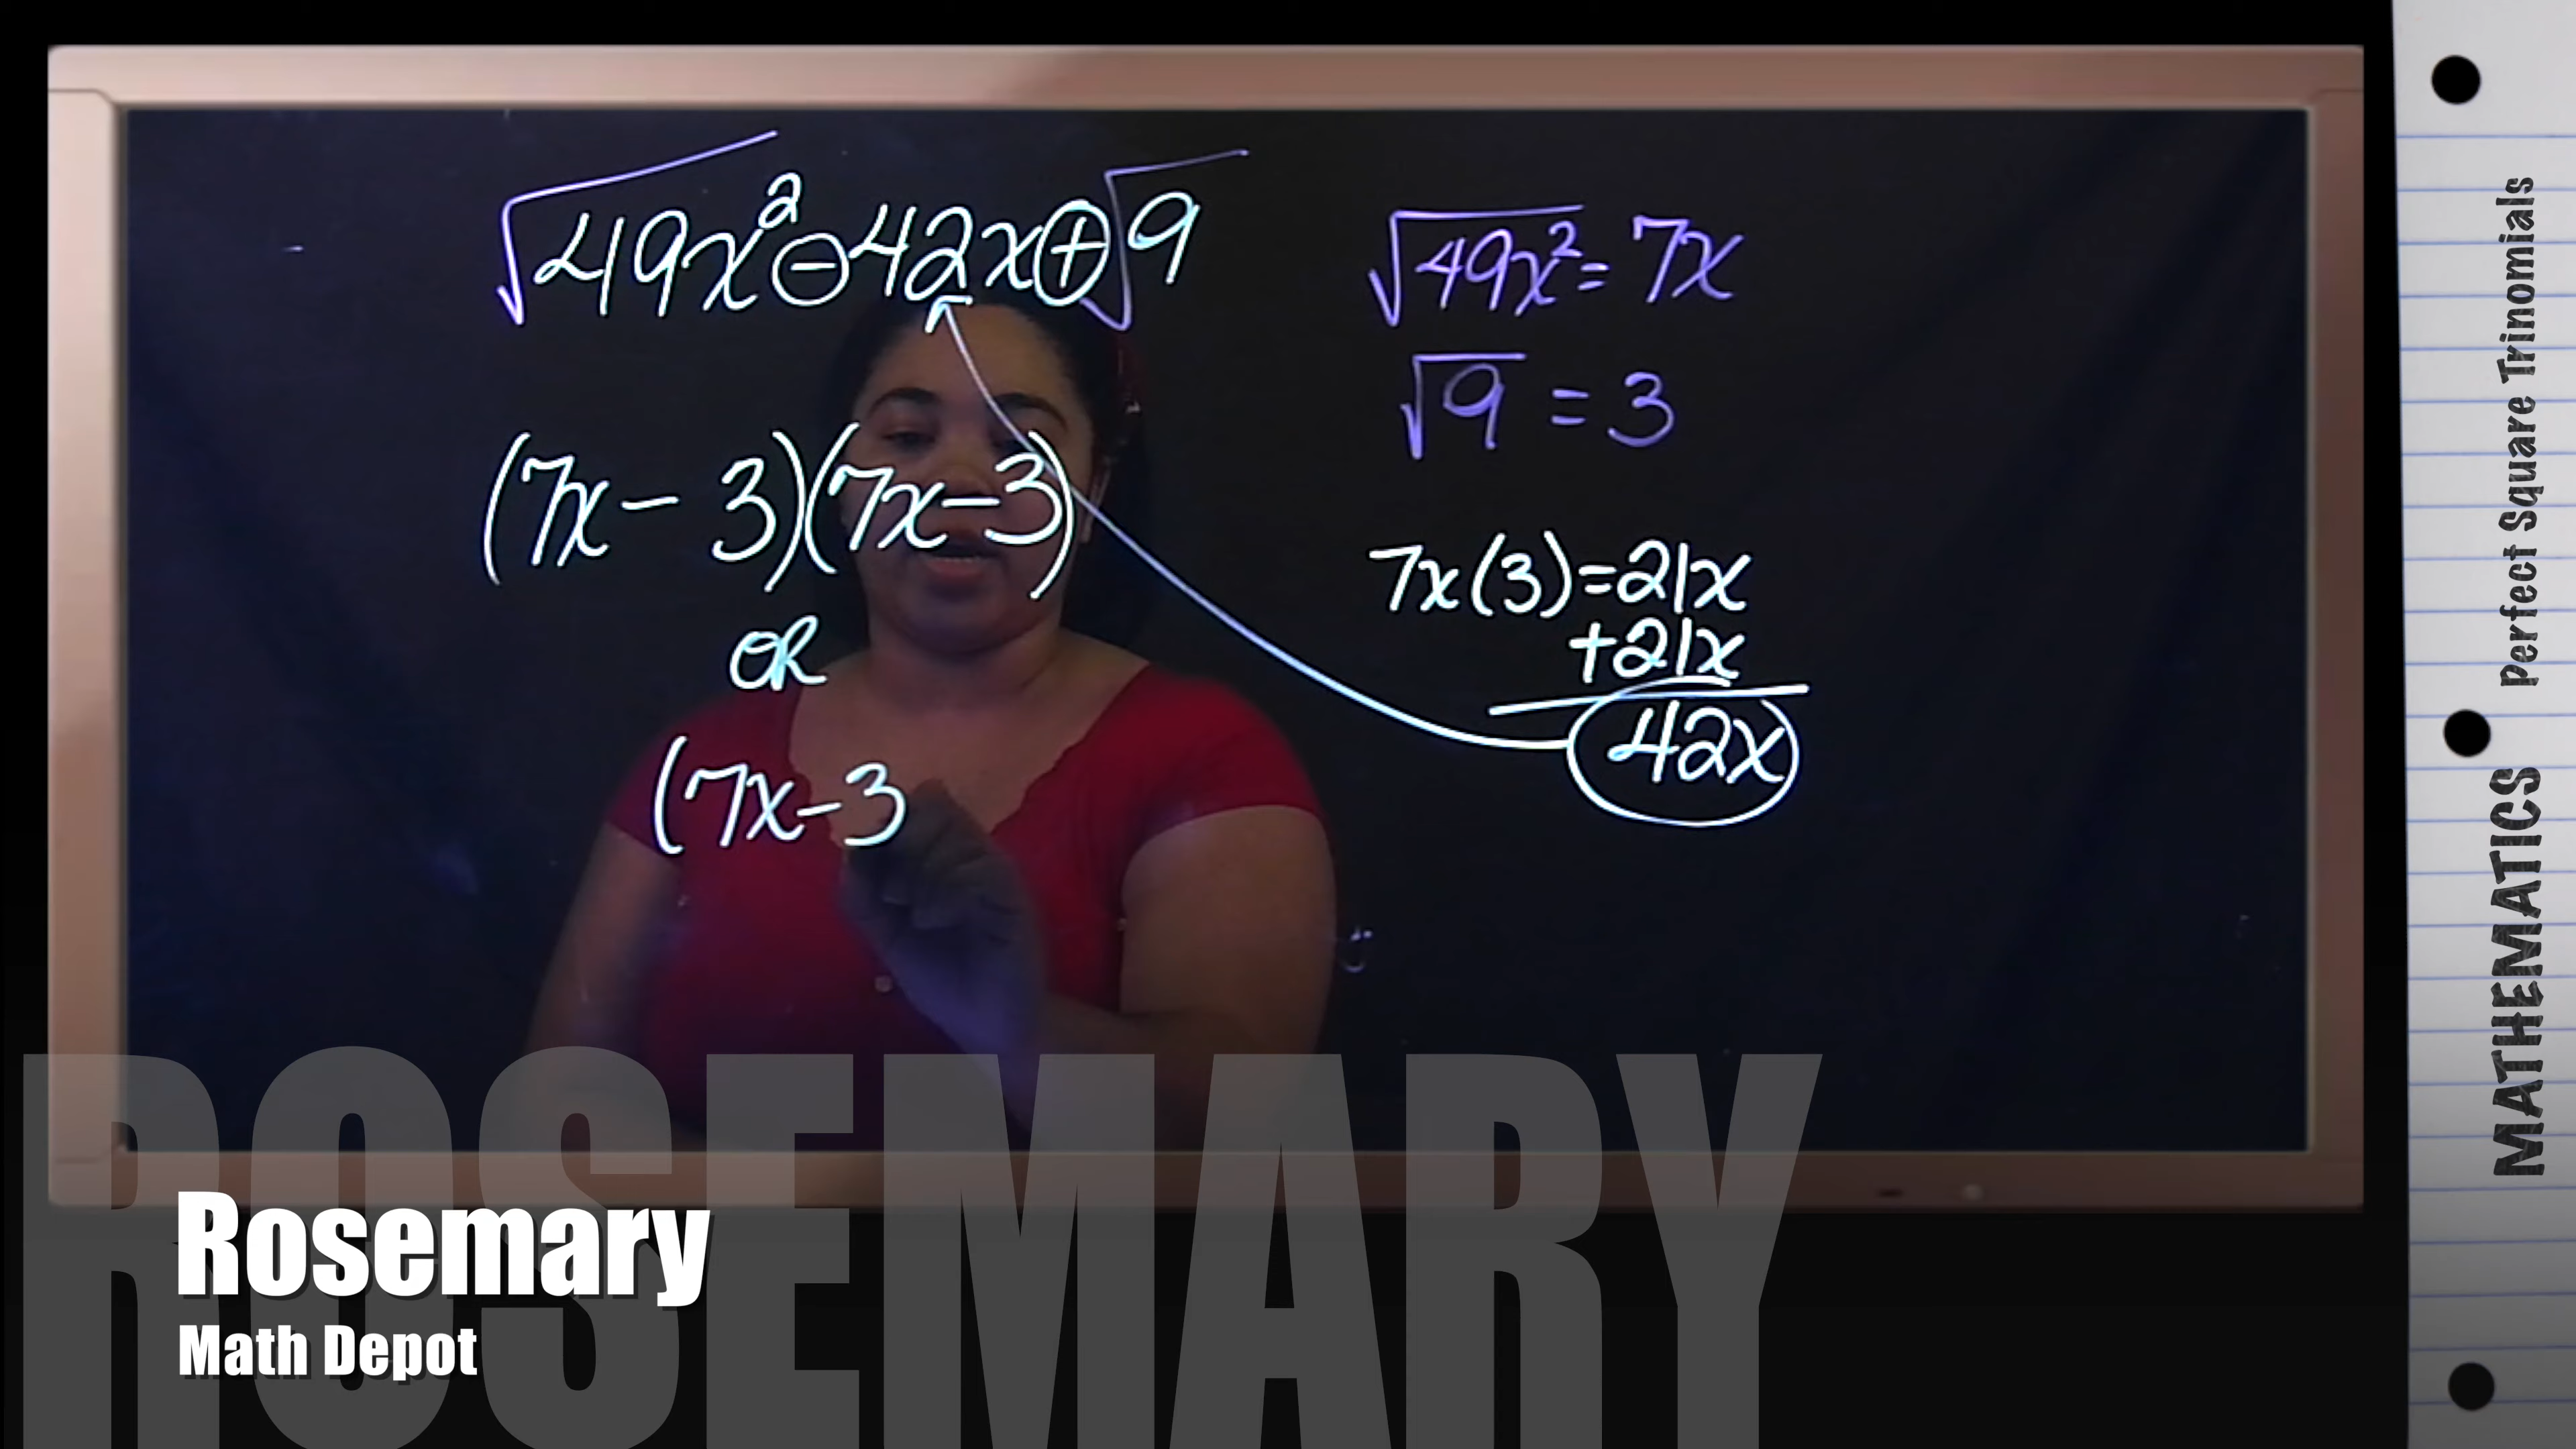 √49x² - 42x + √9
(7x - 3)(7x - 3)
OR
(7x - 3
√49x² = 7x
√9 = 3
7x(3) = 21x
+21x
42x
ROSEMARY
Rosemary
Math Depot
Perfect Square Trinomials
MATHEMATICS